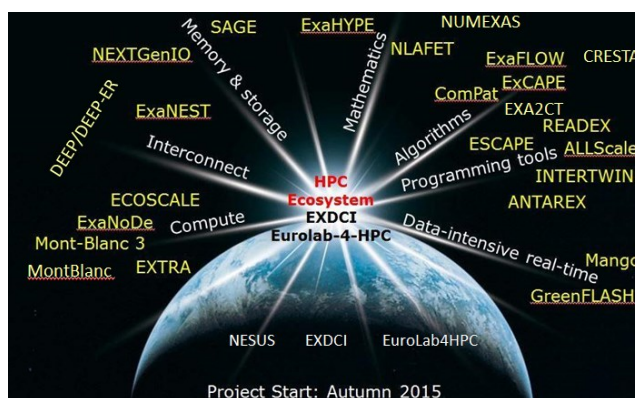 NUMEXAS
SAGE
ExaHYPE
NEXTGenIO
NLAFET
ExaFLOW
CRESTA
Memory & storage
Mathematics
ExCAPE
ComPat
EXA2CT
DEEP/DEEP-ER
ExaNEST
Algorithms
READEX
ESCAPE
ALLScale
Interconnect
Programming tools
INTERTWIN
HPC
Ecosystem
EXDCI
Eurolab-4-HPC
ECOSCALE
ANTAREX
ExaNoDe
Compute
Data-intensive real-time
Mont-Blanc 3
MontBlanc
EXTRA
Mango
GreenFLASH
NESUS
EXDCI
EuroLab4HPC
Project Start: Autumn 2015